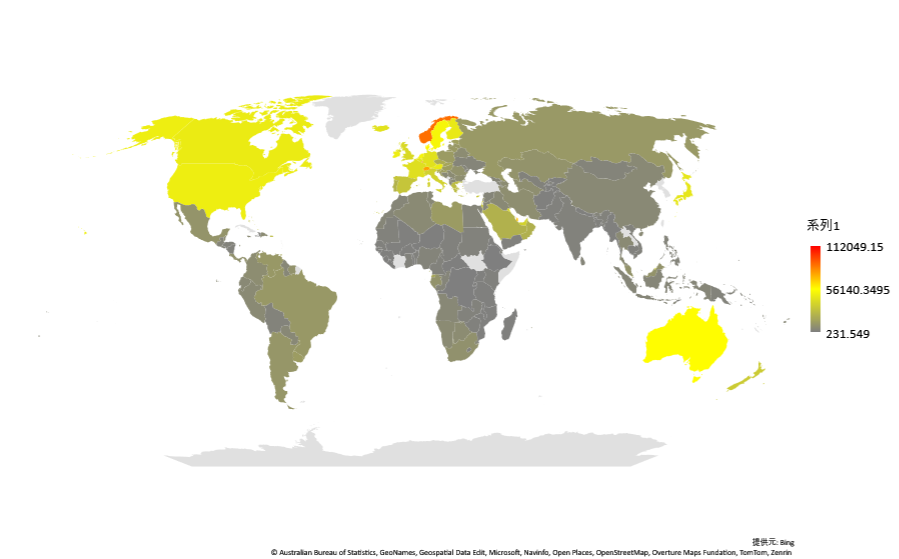 系列1
112049.15
56140.3495
231.549
提供元: Bing
© Australian Bureau of Statistics, GeoNames, Geospatial Data Edit, Microsoft, Navinfo, Open Places, OpenStreetMap, Overture Maps Fundation, TomTom, Zenrin